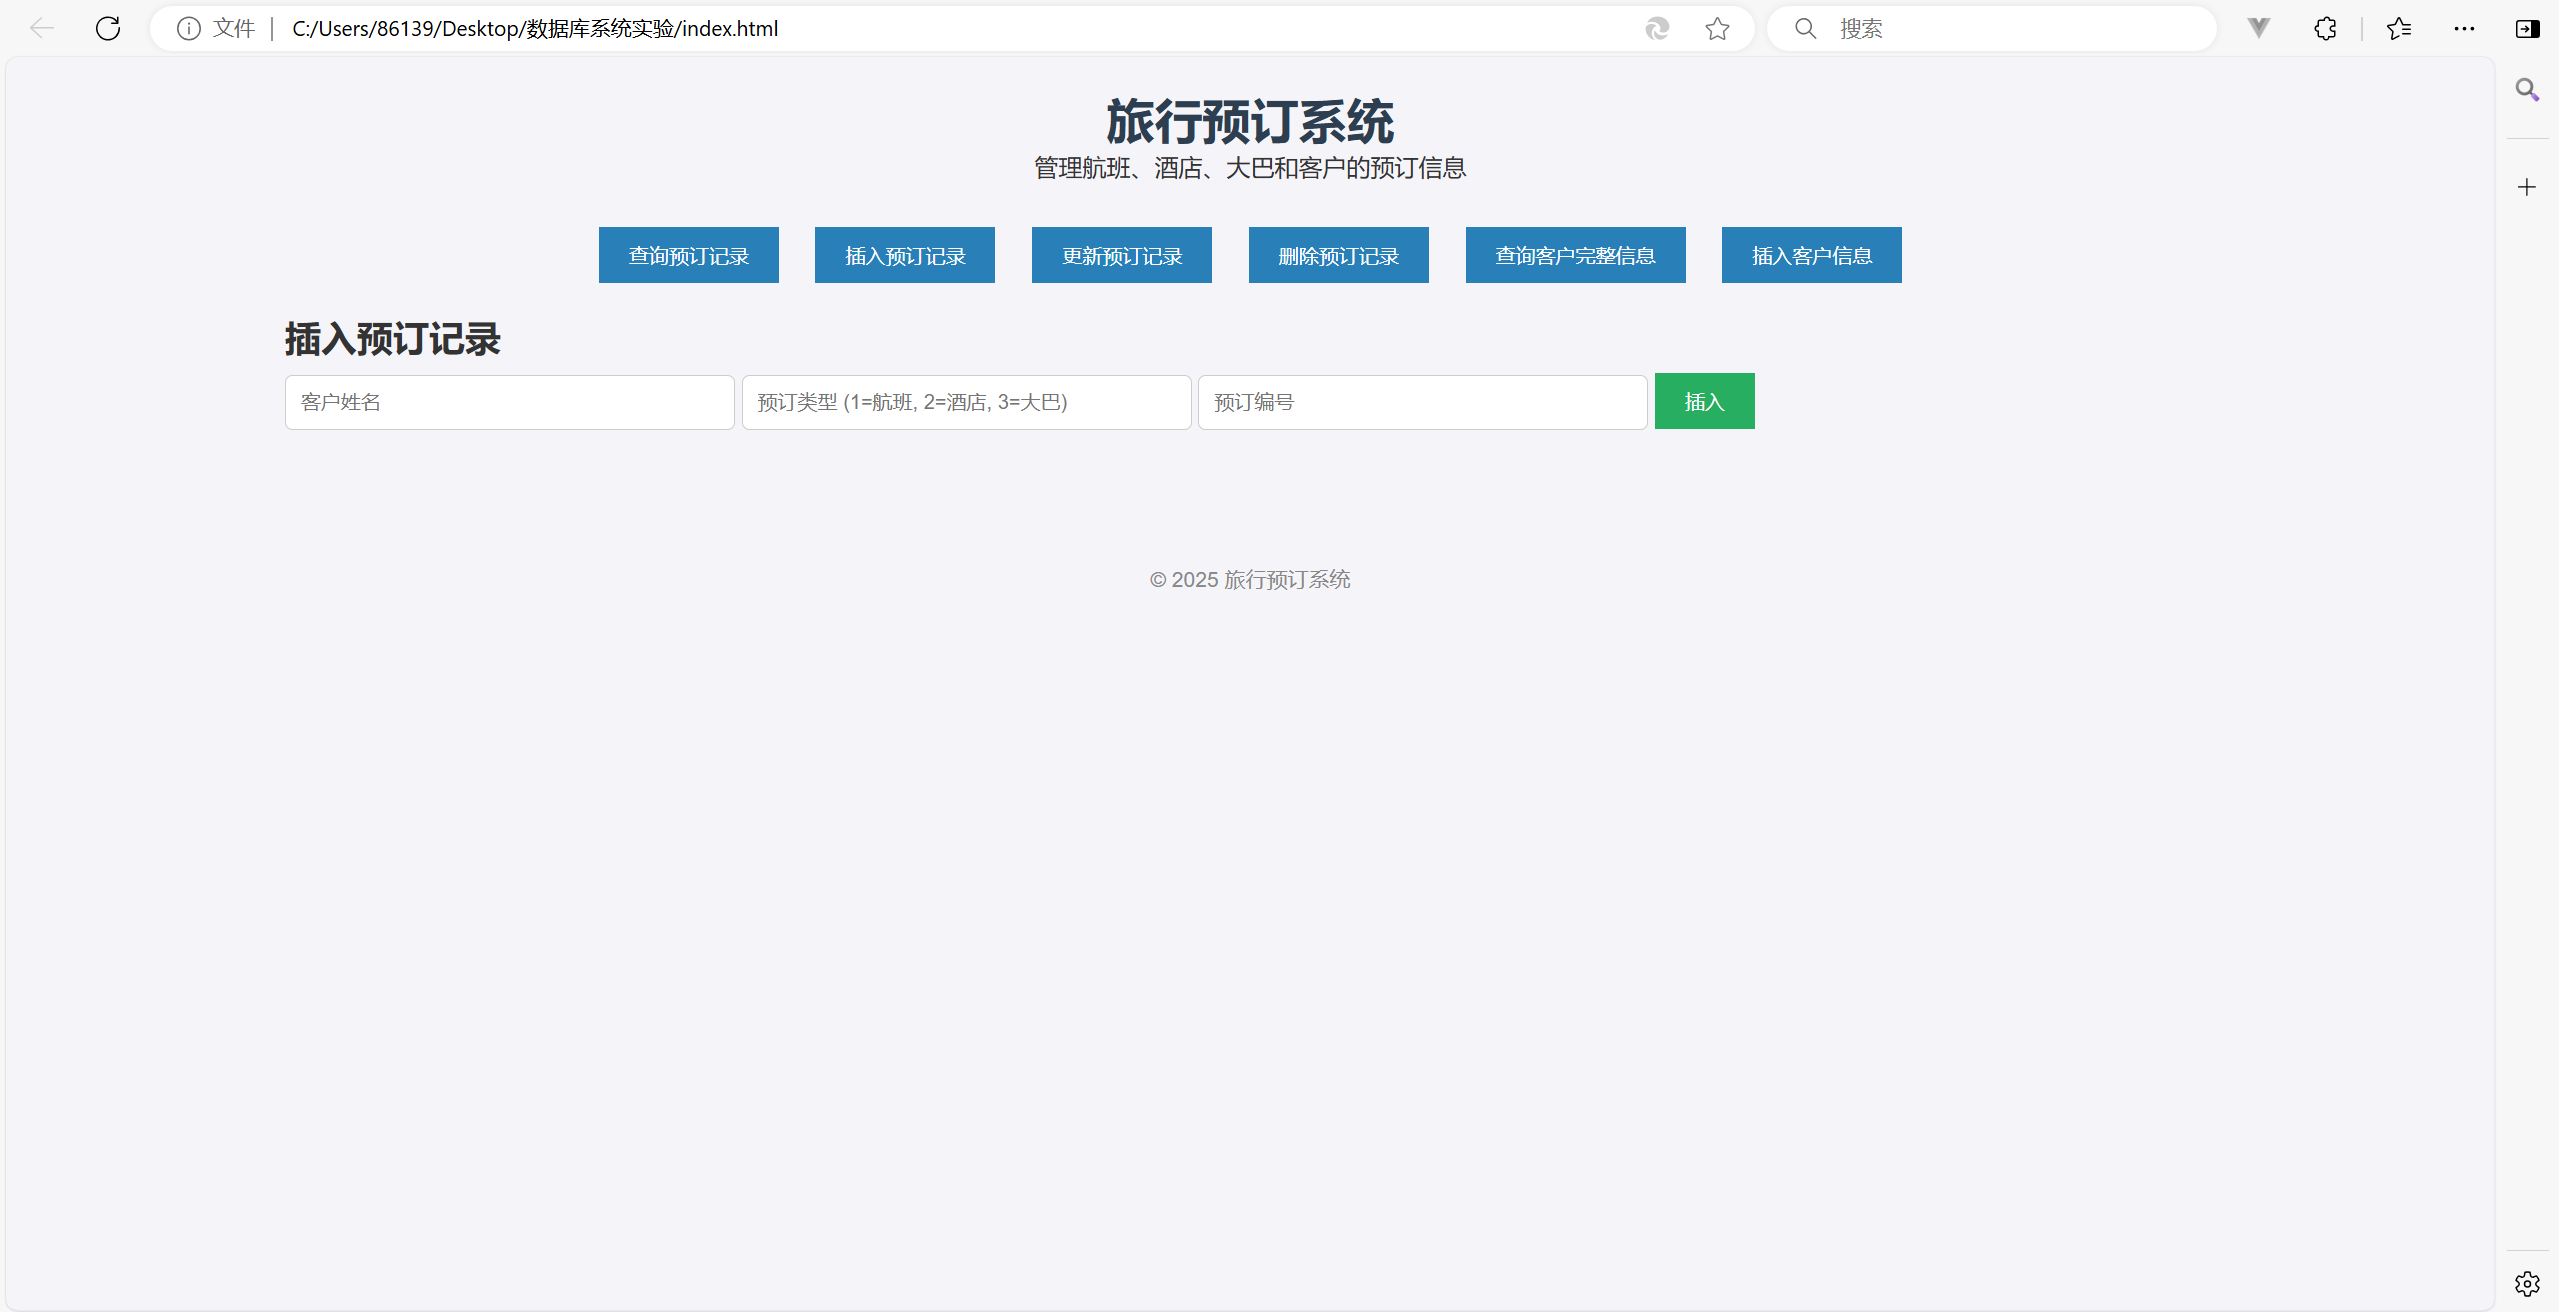 文件 C:/Users/86139/Desktop/数据库系统实验/index.html 搜索
旅行预订系统
管理航班、酒店、大巴和客户的预订信息
查询预订记录 插入预订记录 更新预订记录 删除预订记录 查询客户完整信息 插入客户信息
插入预订记录
客户姓名 预订类型 (1=航班, 2=酒店, 3=大巴) 预订编号 插入
© 2025 旅行预订系统